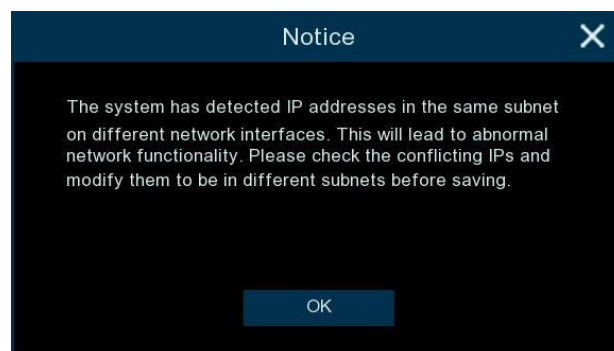 Notice
The system has detected IP addresses in the same subnet
on different network interfaces. This will lead to abnormal
network functionality. Please check the conflicting IPs and
modify them to be in different subnets before saving.
OK